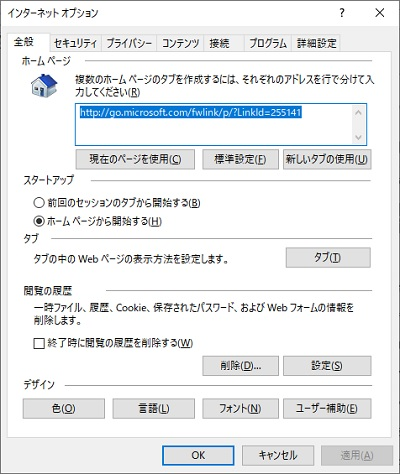 インターネット オプション
? ×
全般 セキュリティ プライバシー コンテンツ 接続 プログラム 詳細設定
ホーム ページ
複数のホーム ページのタブを作成するには、それぞれのアドレスを行で分けて入
力してください(R)
http://go.microsoft.com/fwlink/p/?LinkId=255141
現在のページを使用(C) 標準設定(F) 新しいタブの使用(U)
スタートアップ
前回のセッションのタブから開始する(B)
ホーム ページから開始する(H)
タブ
タブの中の Web ページの表示方法を設定します。 タブ(T)
閲覧の履歴
一時ファイル、履歴、Cookie、保存されたパスワード、および Web フォームの情報を
削除します。
終了時に閲覧の履歴を削除する(W)
削除(D)... 設定(S)
デザイン
色(O) 言語(L) フォント(N) ユーザー補助(E)
OK キャンセル 適用(A)